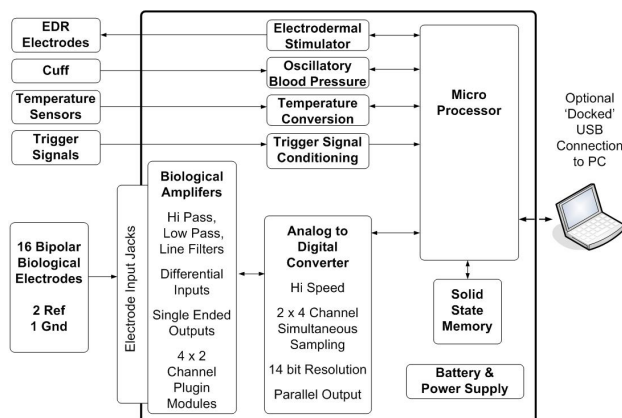 EDR
Electrodes
Electrodermal
Stimulator
Cuff
Oscillatory
Blood Pressure
Temperature
Sensors
Temperature
Conversion
Trigger
Signals
Trigger Signal
Conditioning
Micro
Processor
Optional
'Docked'
USB
Connection
to PC
16 Bipolar
Biological
Electrodes
2 Ref
1 Gnd
Electrode Input Jacks
Biological
Amplifers
Hi Pass,
Low Pass,
Line Filters
Differential
Inputs
Single Ended
Outputs
4 x 2
Channel
Plugin
Modules
Analog to
Digital
Converter
Hi Speed
2 x 4 Channel
Simultaneous
Sampling
14 bit Resolution
Parallel Output
Solid
State
Memory
Battery &
Power Supply